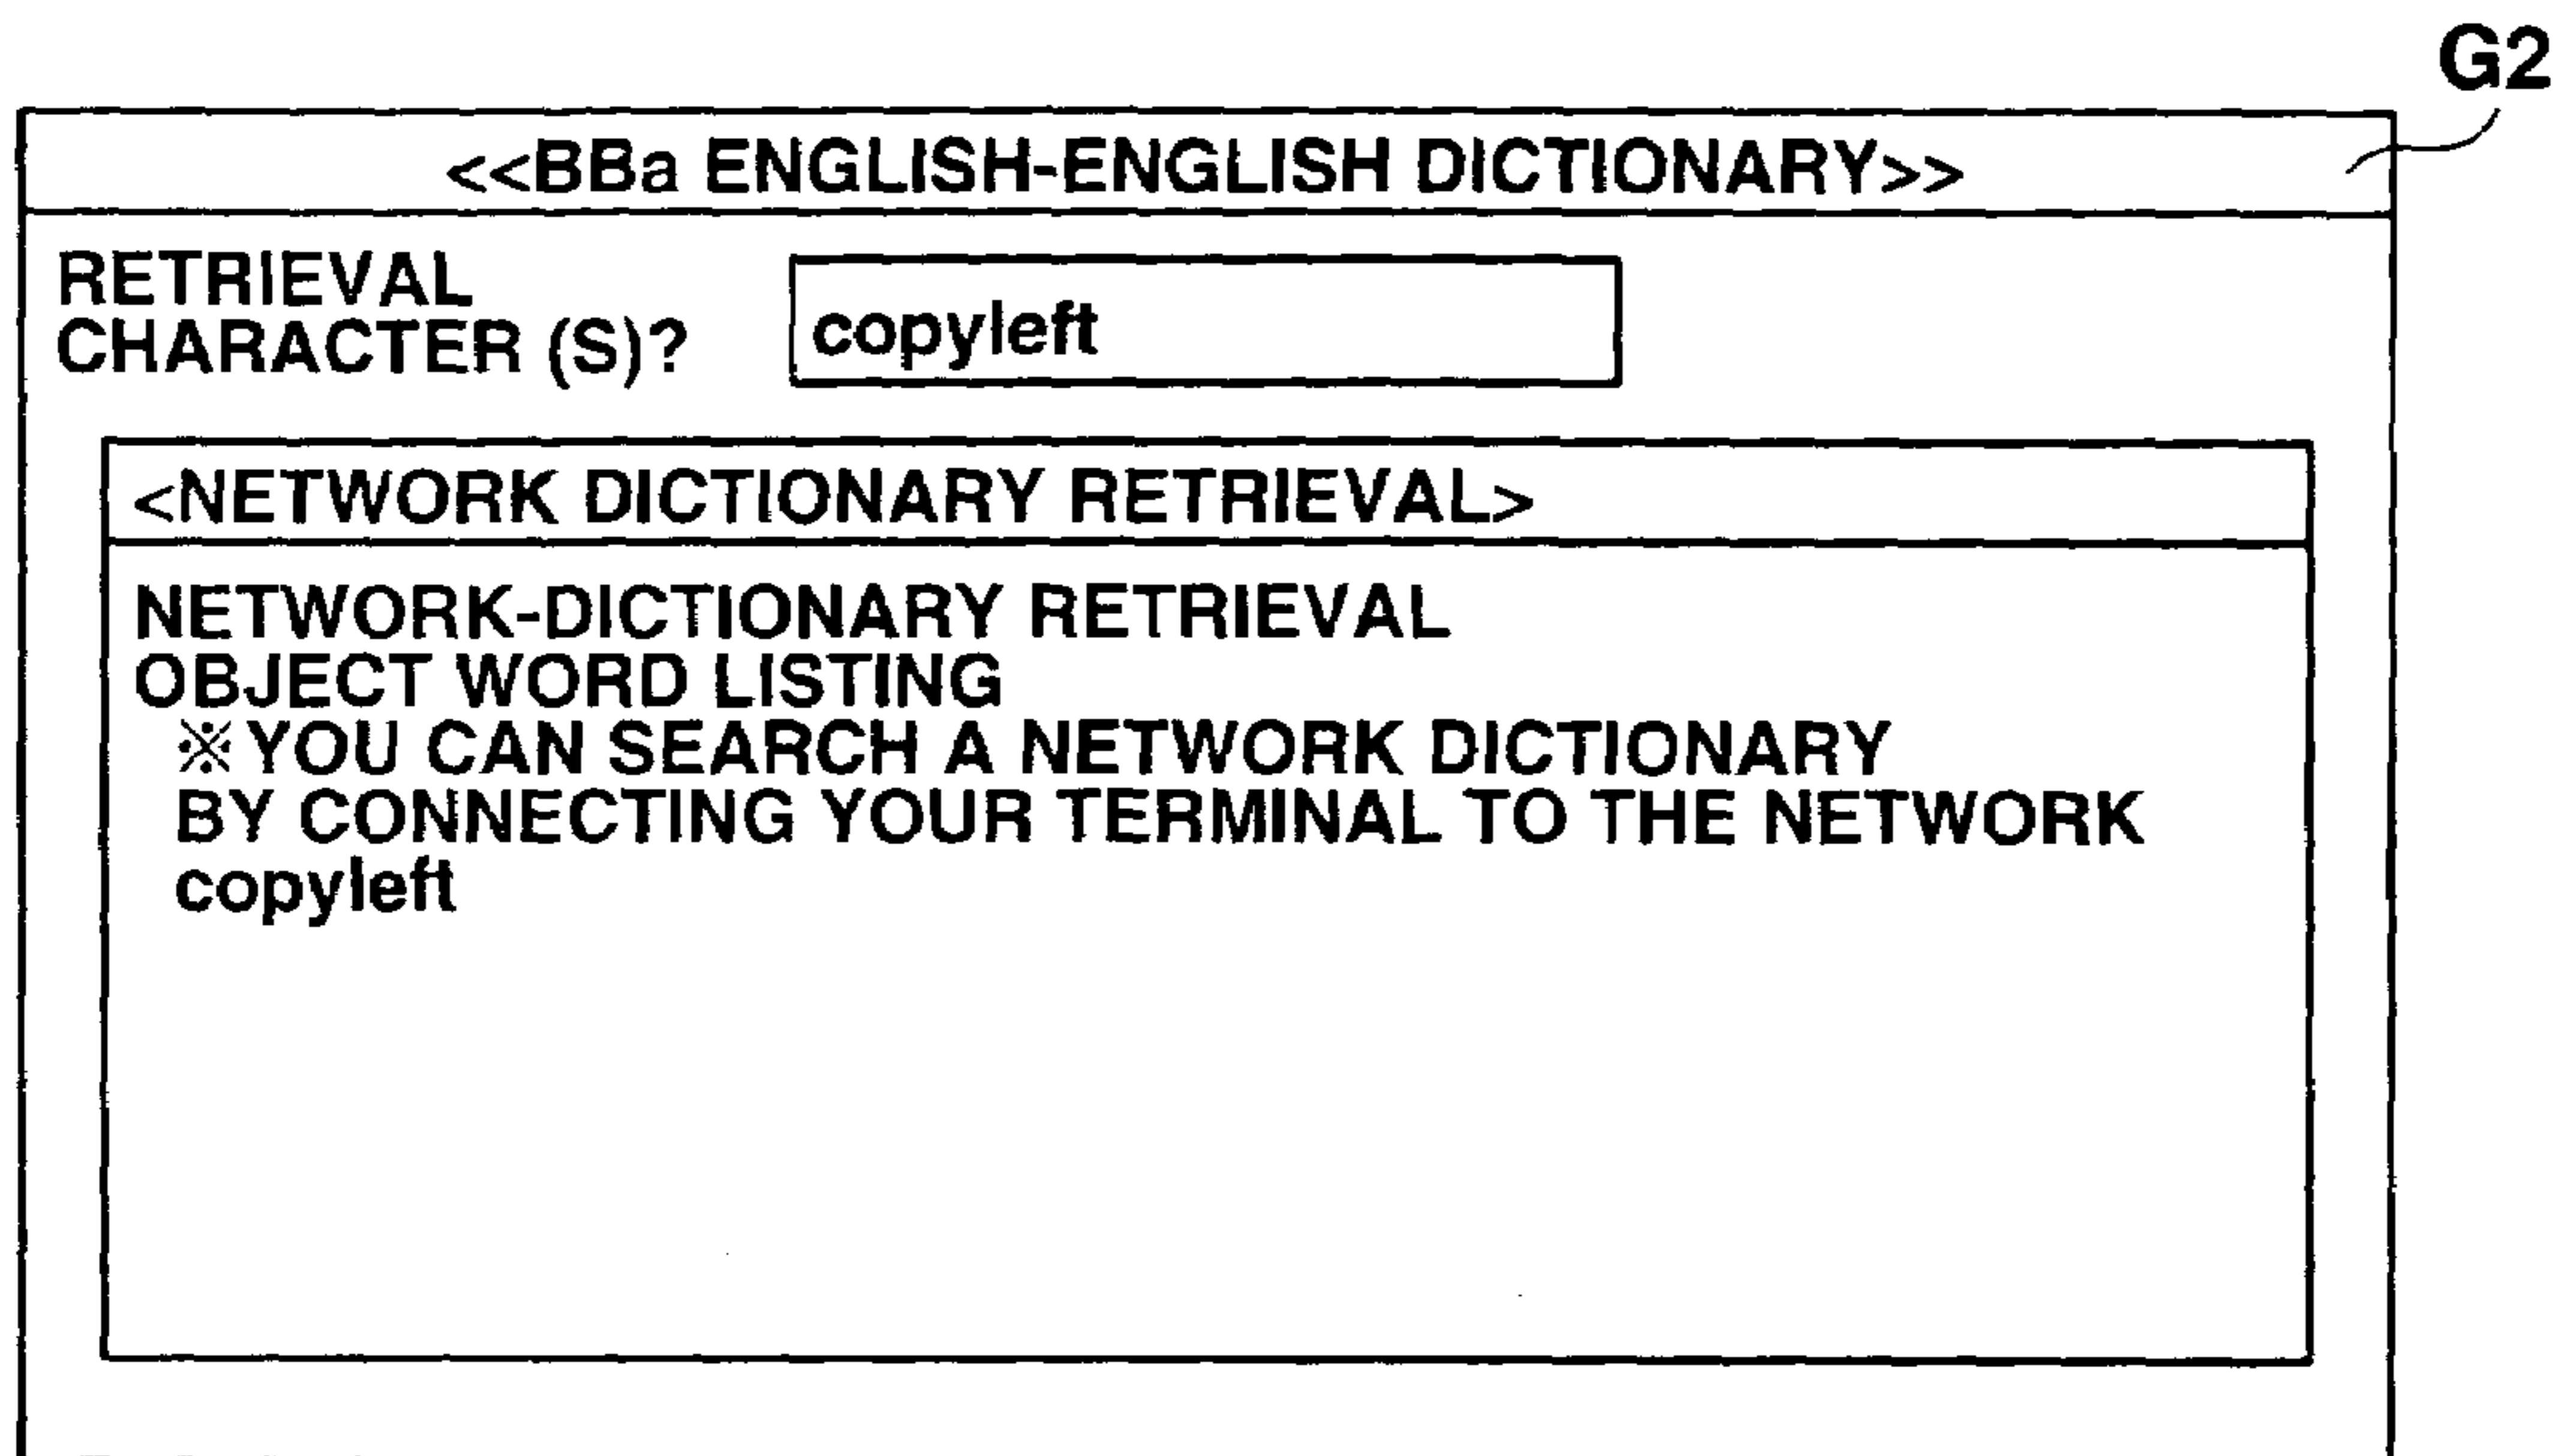 G2
<<BBa ENGLISH-ENGLISH DICTIONARY>>
RETRIEVAL
CHARACTER (S)?
copyleft
<NETWORK DICTIONARY RETRIEVAL>
NETWORK-DICTIONARY RETRIEVAL
OBJECT WORD LISTING
※YOU CAN SEARCH A NETWORK DICTIONARY
BY CONNECTING YOUR TERMINAL TO THE NETWORK
copyleft